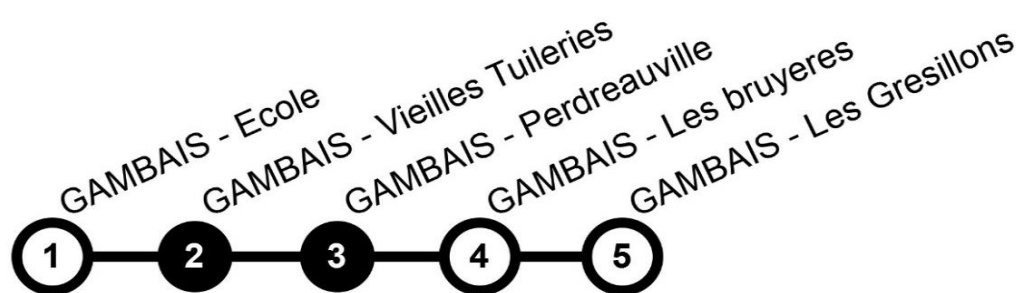 GAMBAIS - Ecole
GAMBAIS - Vieilles Tuileries
GAMBAIS - Perdreauville
GAMBAIS - Les bruyeres
GAMBAIS - Les Gresillons
1 2 3 4 5